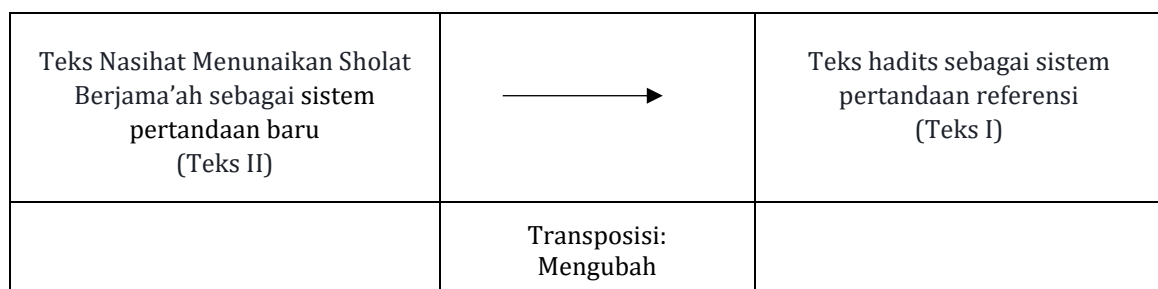 Teks Nasihat Menunaikan Sholat
Berjama'ah sebagai sistem
pertandaan baru
(Teks II)
Teks hadits sebagai sistem
pertandaan referensi
(Teks I)
Transposisi:
Mengubah